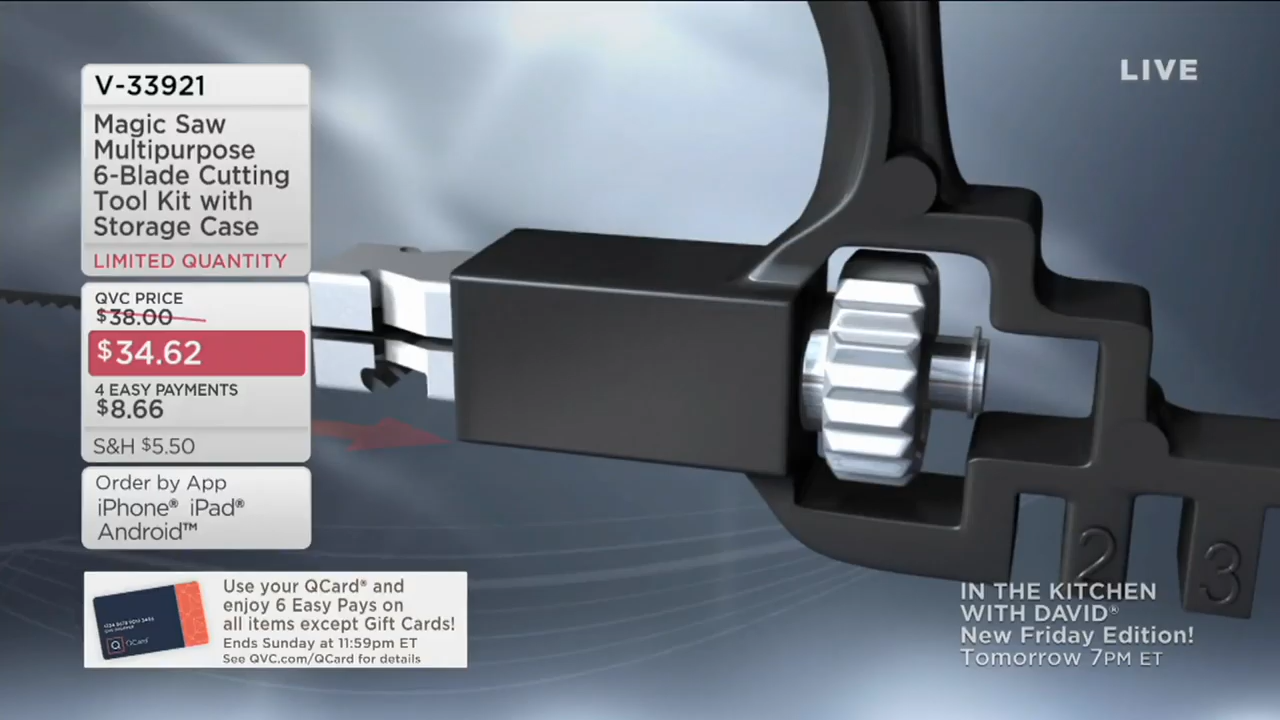 V-33921
Magic Saw
Multipurpose
6-Blade Cutting
Tool Kit with
Storage Case
LIMITED QUANTITY
QVC PRICE
$38.00
$34.62
4 EASY PAYMENTS
$8.66
S&H $5.50
Order by App
iPhone® iPad®
Android™
Use your QCard® and
enjoy 6 Easy Pays on
all items except Gift Cards!
Ends Sunday at 11:59pm ET
See QVC.com/QCard for details
Q QCard
LIVE
2 3
IN THE KITCHEN
WITH DAVID®
New Friday Edition!
Tomorrow 7PM ET